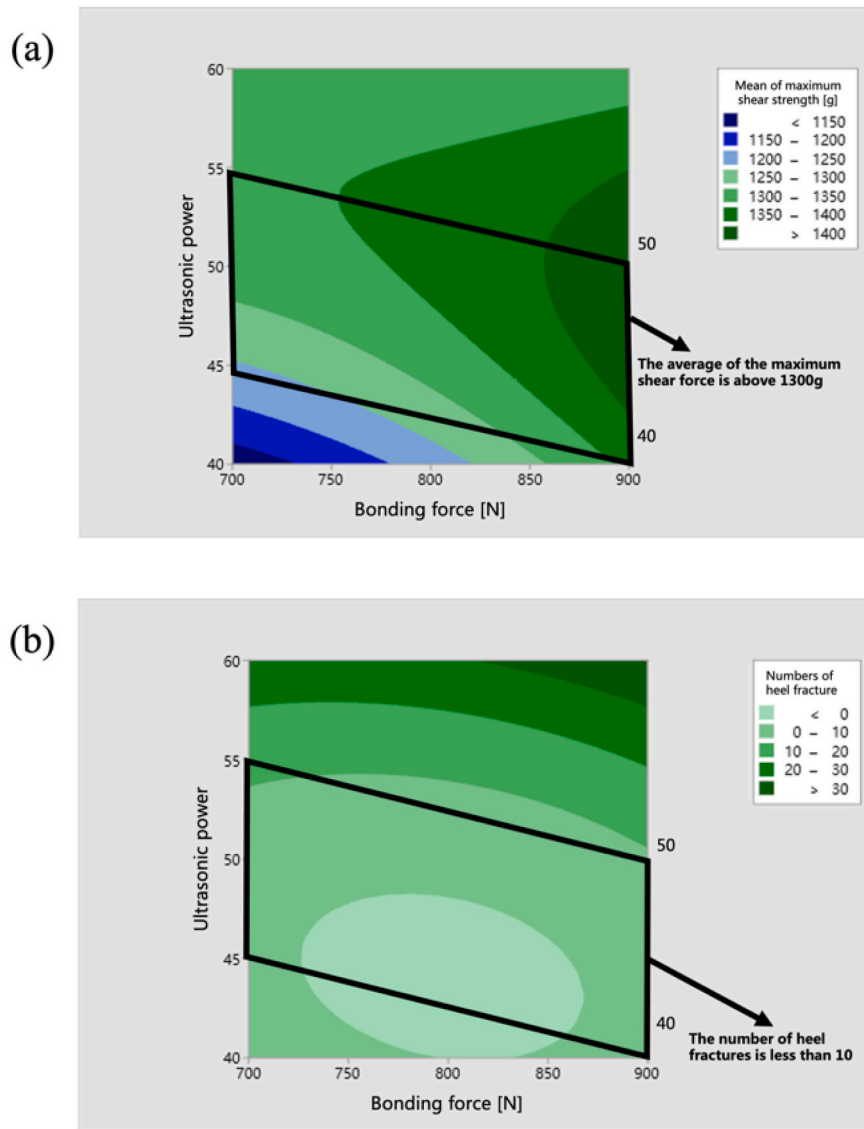 (a)
60
55
50
45
40
700
750
800
850
900
Ultrasonic power
Bonding force [N]
50
40
Mean of maximum
shear strength [g]
< 1150
1150 – 1200
1200 – 1250
1250 – 1300
1300 – 1350
1350 – 1400
> 1400
The average of the maximum
shear force is above 1300g
(b)
60
55
50
45
40
700
750
800
850
900
Ultrasonic power
Bonding force [N]
50
40
Numbers of
heel fracture
< 0
0 – 10
10 – 20
20 – 30
> 30
The number of heel
fractures is less than 10